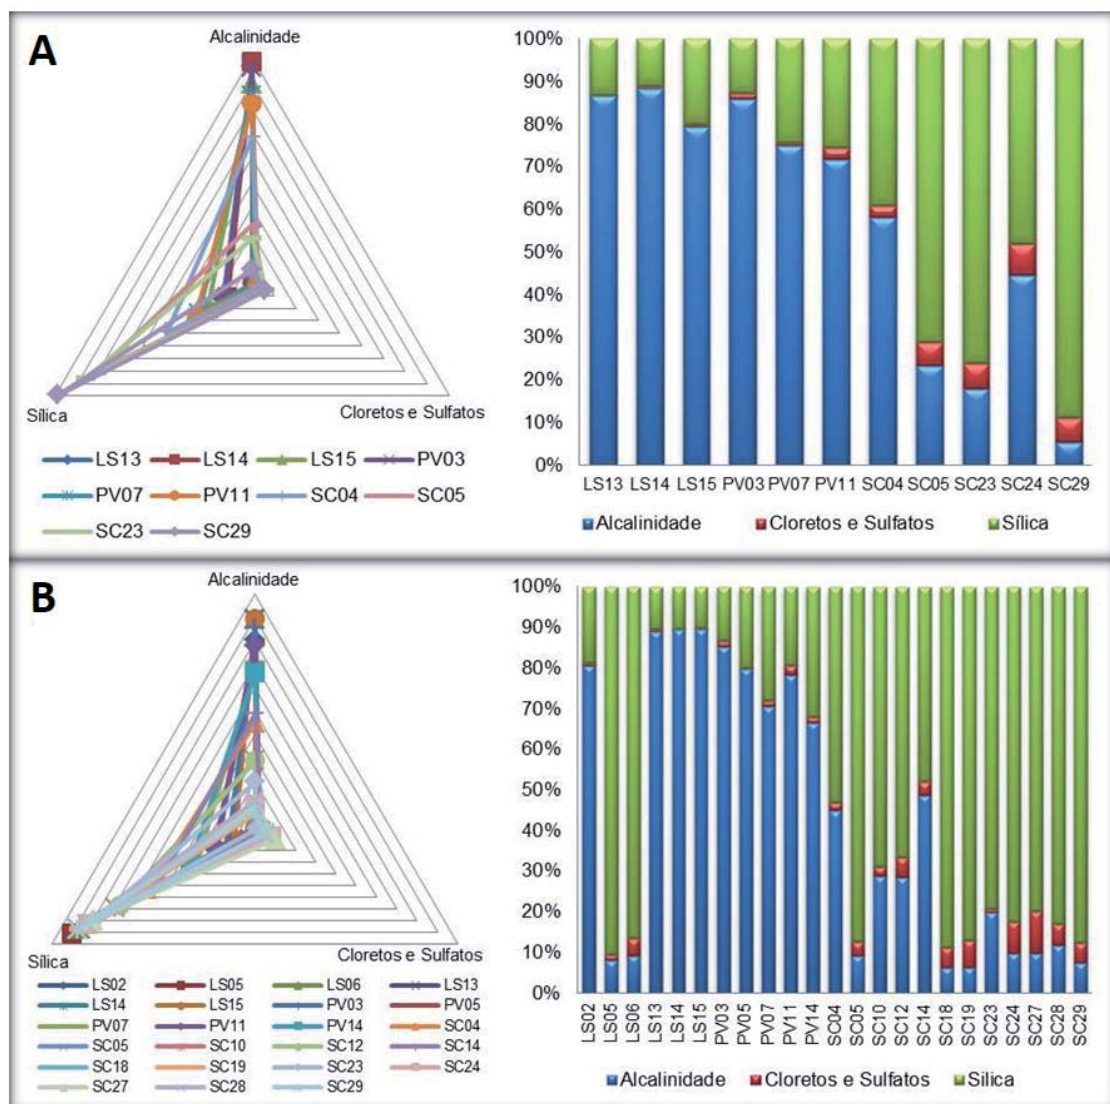 A
Alcalinidade
Sílica
Cloretos e Sulfatos
LS13 LS14 LS15 PV03
PV07 PV11 SC04 SC05
SC23 SC29
100%
90%
80%
70%
60%
50%
40%
30%
20%
10%
0%
LS13 LS14 LS15 PV03 PV07 PV11 SC04 SC05 SC23 SC24 SC29
Alcalinidade Cloretos e Sulfatos Sílica
B
Alcalinidade
Sílica
Cloretos e Sulfatos
LS02 LS05 LS06 LS13
LS14 LS15 PV03 PV05
PV07 PV11 PV14 SC04
SC05 SC10 SC12 SC14
SC18 SC19 SC23 SC24
SC27 SC28 SC29
100%
90%
80%
70%
60%
50%
40%
30%
20%
10%
0%
LS02 LS05 LS06 LS13 LS14 LS15 PV03 PV05 PV07 PV11 PV14 SC04 SC05 SC10 SC12 SC14 SC18 SC19 SC23 SC24 SC27 SC28 SC29
Alcalinidade Cloretos e Sulfatos Silica